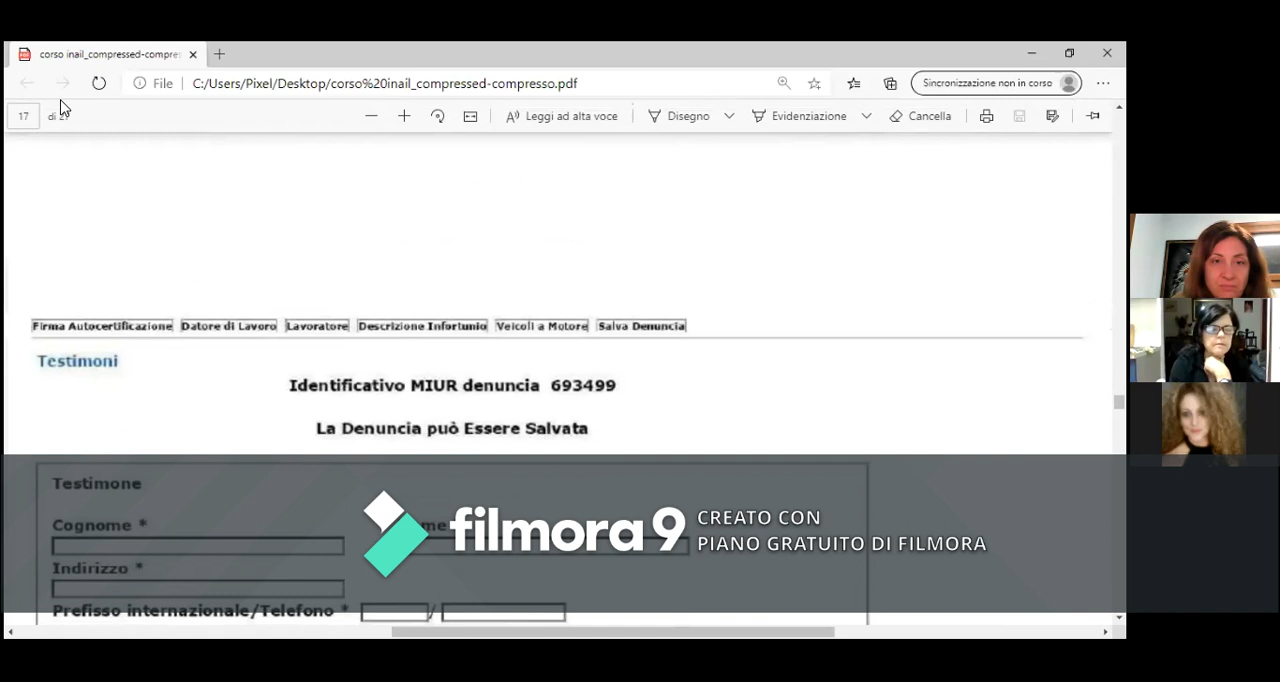 corso inail_compressed-compre
File C:/Users/Pixel/Desktop/corso%20inail_compressed-compresso.pdf Sincronizzazione non in corso
17 di Leggi ad alta voce Disegno Evidenziazione Cancella
Firma Autocertificazione Datore di Lavoro Lavoratore Descrizione Infortunio Veicoli a Motore Salva Denuncia
Testimoni
Identificativo MIUR denuncia 693499
La Denuncia può Essere Salvata
Testimone
Cognome *
Indirizzo *
Prefisso internazionale/Telefono * /
filmora 9 CREATO CON
PIANO GRATUITO DI FILMORA